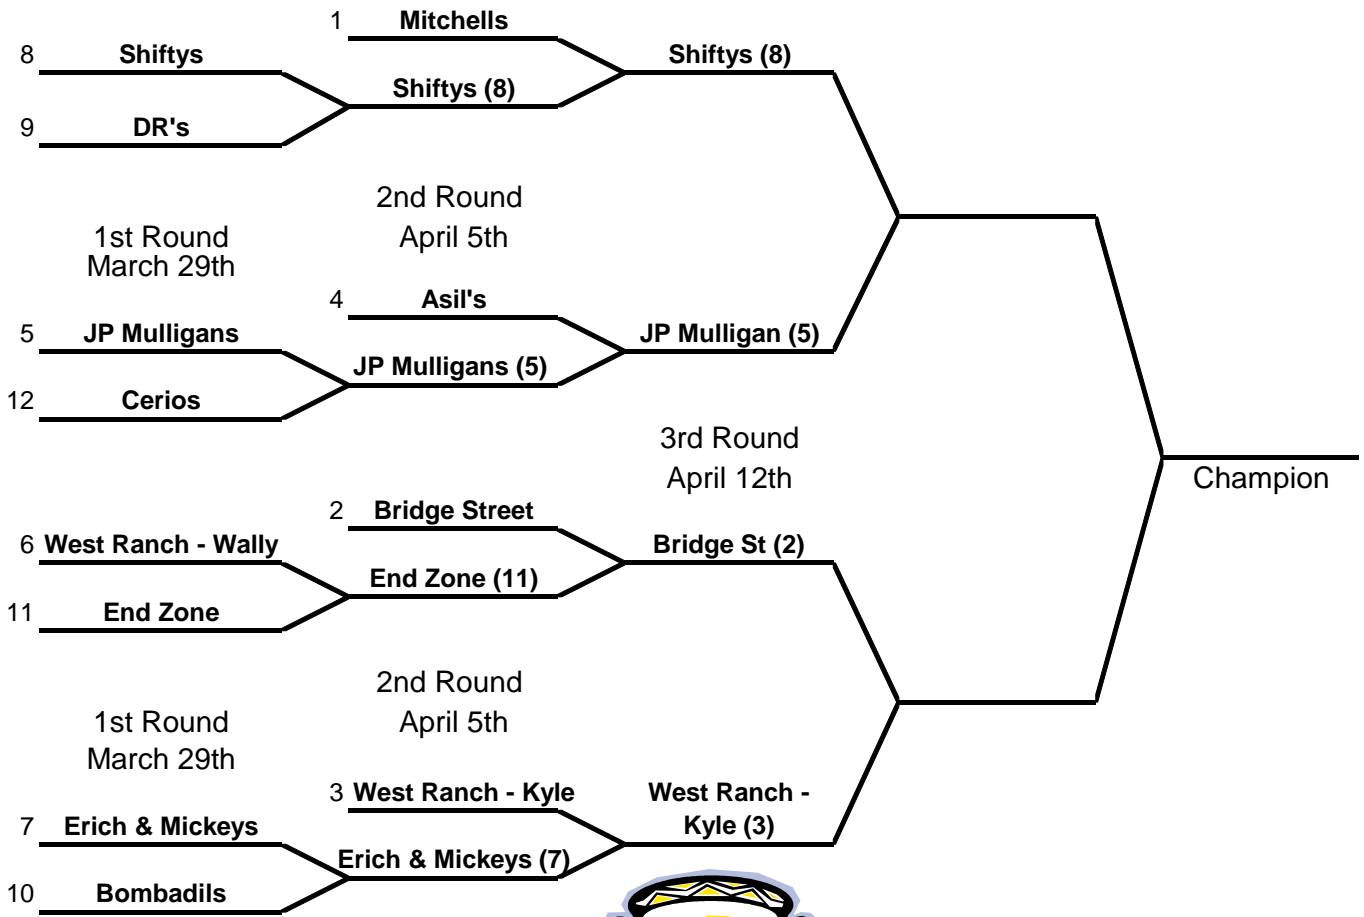 1 Mitchells
8 Shiftys
Shiftys (8)
Shiftys (8)
9 DR's
2nd Round
April 5th
1st Round
March 29th
4 Asil's
5 JP Mulligans
JP Mulligan (5)
JP Mulligans (5)
12 Cerios
3rd Round
April 12th
Champion
2 Bridge Street
6 West Ranch - Wally
Bridge St (2)
End Zone (11)
11 End Zone
2nd Round
April 5th
1st Round
March 29th
3 West Ranch - Kyle
West Ranch -
Kyle (3)
7 Erich & Mickeys
Erich & Mickeys (7)
10 Bombadils